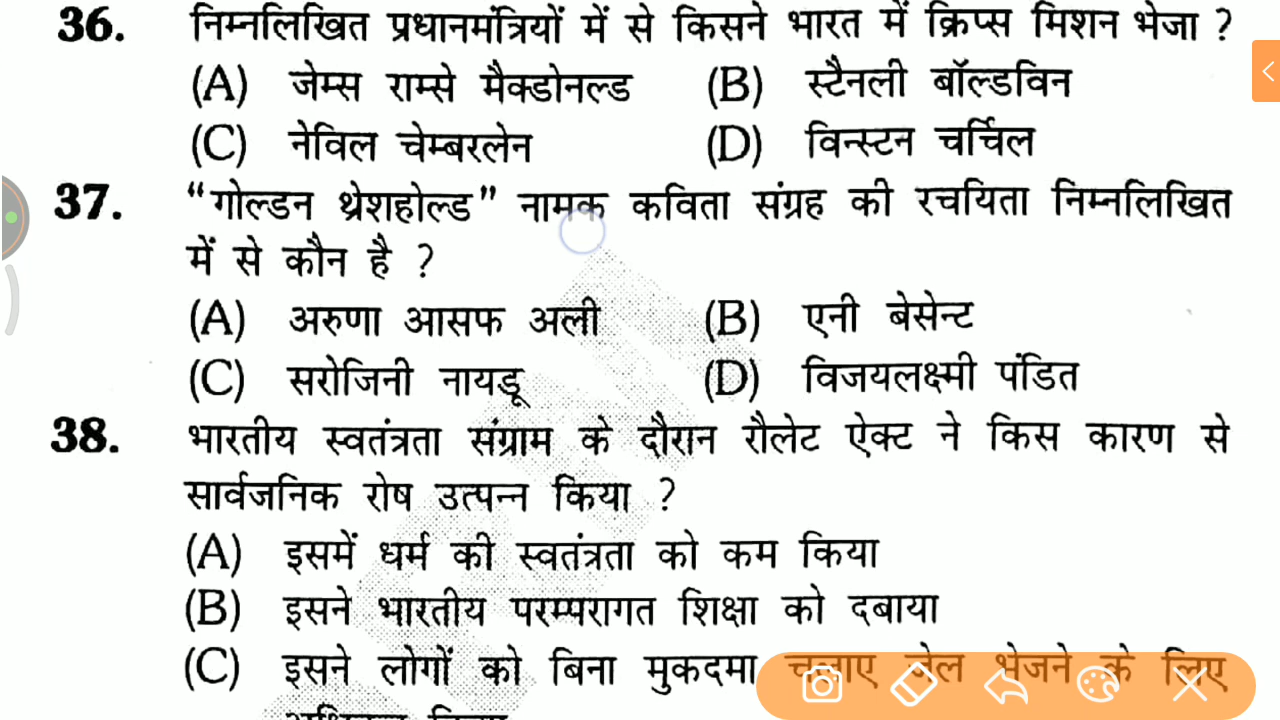 36. निम्नलिखित प्रधानमंत्रियों में से किसने भारत में क्रिप्स मिशन भेजा ?
(A) जेम्स राम्से मैक्डोनल्ड (B) स्टैनली बॉल्डविन
(C) नेविल चेम्बरलेन (D) विन्स्टन चर्चिल
37. “गोल्डन थ्रेशहोल्ड” नामक कविता संग्रह की रचयिता निम्नलिखित
में से कौन है ?
(A) अरुणा आसफ अली (B) एनी बेसेन्ट
(C) सरोजिनी नायडू (D) विजयलक्ष्मी पंडित
38. भारतीय स्वतंत्रता संग्राम के दौरान रौलेट ऐक्ट ने किस कारण से
सार्वजनिक रोष उत्पन्न किया ?
(A) इसमें धर्म की स्वतंत्रता को कम किया
(B) इसने भारतीय परम्परागत शिक्षा को दबाया
(C) इसने लोगों को बिना मुकदमा चलाए जेल भेजने के लिए